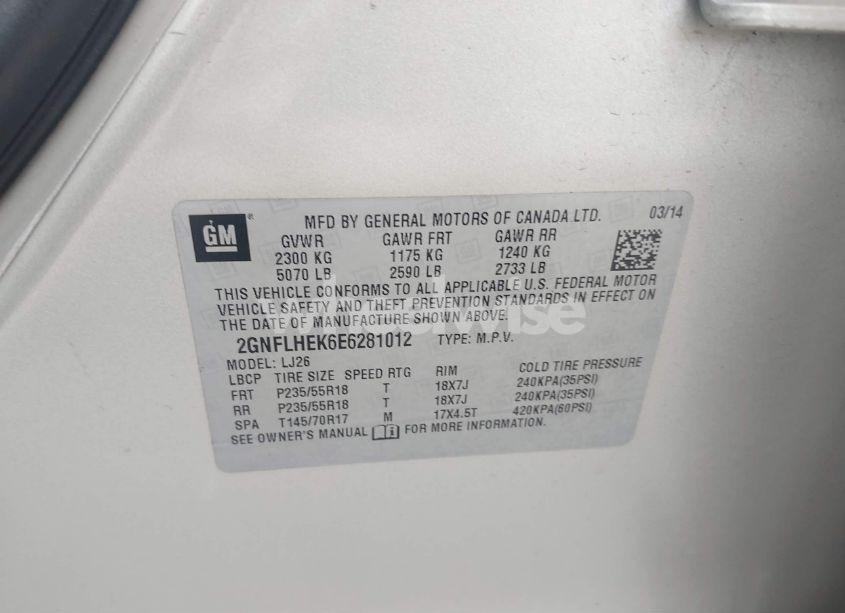 GM ® MFD BY GENERAL MOTORS OF CANADA LTD. 03/14
GVWR GAWR FRT GAWR RR
2300 KG 1175 KG 1240 KG
5070 LB 2590 LB 2733 LB
THIS VEHICLE CONFORMS TO ALL APPLICABLE U.S. FEDERAL MOTOR
VEHICLE SAFETY AND THEFT PREVENTION STANDARDS IN EFFECT ON
THE DATE OF MANUFACTURE SHOWN ABOVE.
2GNFLHEK6E6281012 TYPE: M.P.V.
MODEL: LJ26
LBCP TIRE SIZE SPEED RTG RIM COLD TIRE PRESSURE
FRT P235/55R18 T 18X7J 240KPA(35PSI)
RR P235/55R18 T 18X7J 240KPA(35PSI)
SPA T145/70R17 M 17X4.5T 420KPA(60PSI)
SEE OWNER'S MANUAL FOR MORE INFORMATION.